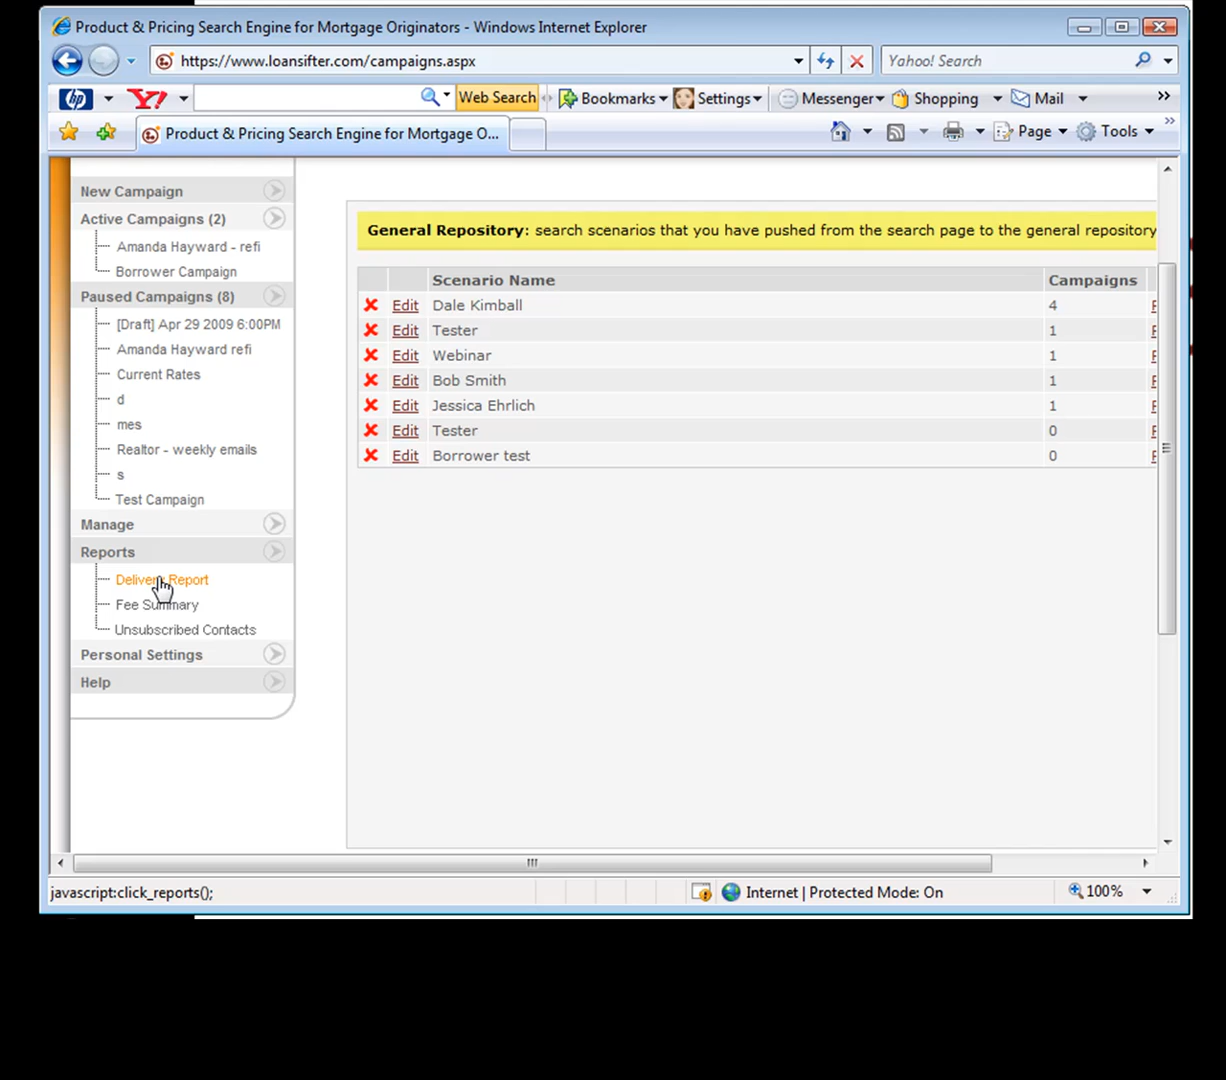 Product & Pricing Search Engine for Mortgage Originators - Windows Internet Explorer
https://www.loansifter.com/campaigns.aspx
Yahoo! Search
hp Y! Web Search Bookmarks Settings Messenger Shopping Mail
Product & Pricing Search Engine for Mortgage O...
Page Tools
New Campaign
Active Campaigns (2)
Amanda Hayward - refi
Borrower Campaign
Paused Campaigns (8)
[Draft] Apr 29 2009 6:00PM
Amanda Hayward refi
Current Rates
d
mes
Realtor - weekly emails
s
Test Campaign
Manage
Reports
Delivery Report
Fee Summary
Unsubscribed Contacts
Personal Settings
Help
General Repository: search scenarios that you have pushed from the search page to the general repository
Scenario Name Campaigns
Edit Dale Kimball 4
Edit Tester 1
Edit Webinar 1
Edit Bob Smith 1
Edit Jessica Ehrlich 1
Edit Tester 0
Edit Borrower test 0
javascript:click_reports();
Internet | Protected Mode: On
100%